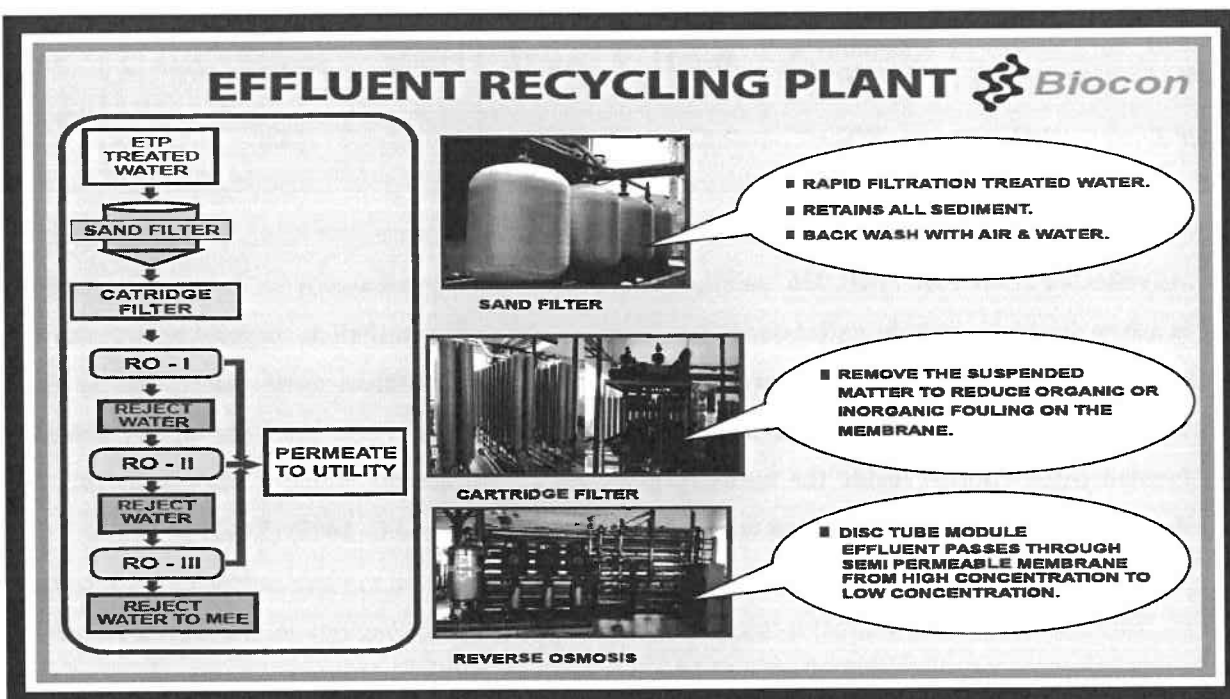 EFFLUENT RECYCLING PLANT
Biocon
ETP
TREATED
WATER
SAND FILTER
CATRIDGE
FILTER
RO - I
REJECT
WATER
RO - II
REJECT
WATER
RO - III
REJECT
WATER TO MEE
PERMEATE
TO UTILITY
SAND FILTER
▪ RAPID FILTRATION TREATED WATER.
▪ RETAINS ALL SEDIMENT.
▪ BACK WASH WITH AIR & WATER.
CARTRIDGE FILTER
▪ REMOVE THE SUSPENDED
MATTER TO REDUCE ORGANIC OR
INORGANIC FOULING ON THE
MEMBRANE.
REVERSE OSMOSIS
▪ DISC TUBE MODULE
EFFLUENT PASSES THROUGH
SEMI PERMEABLE MEMBRANE
FROM HIGH CONCENTRATION TO
LOW CONCENTRATION.